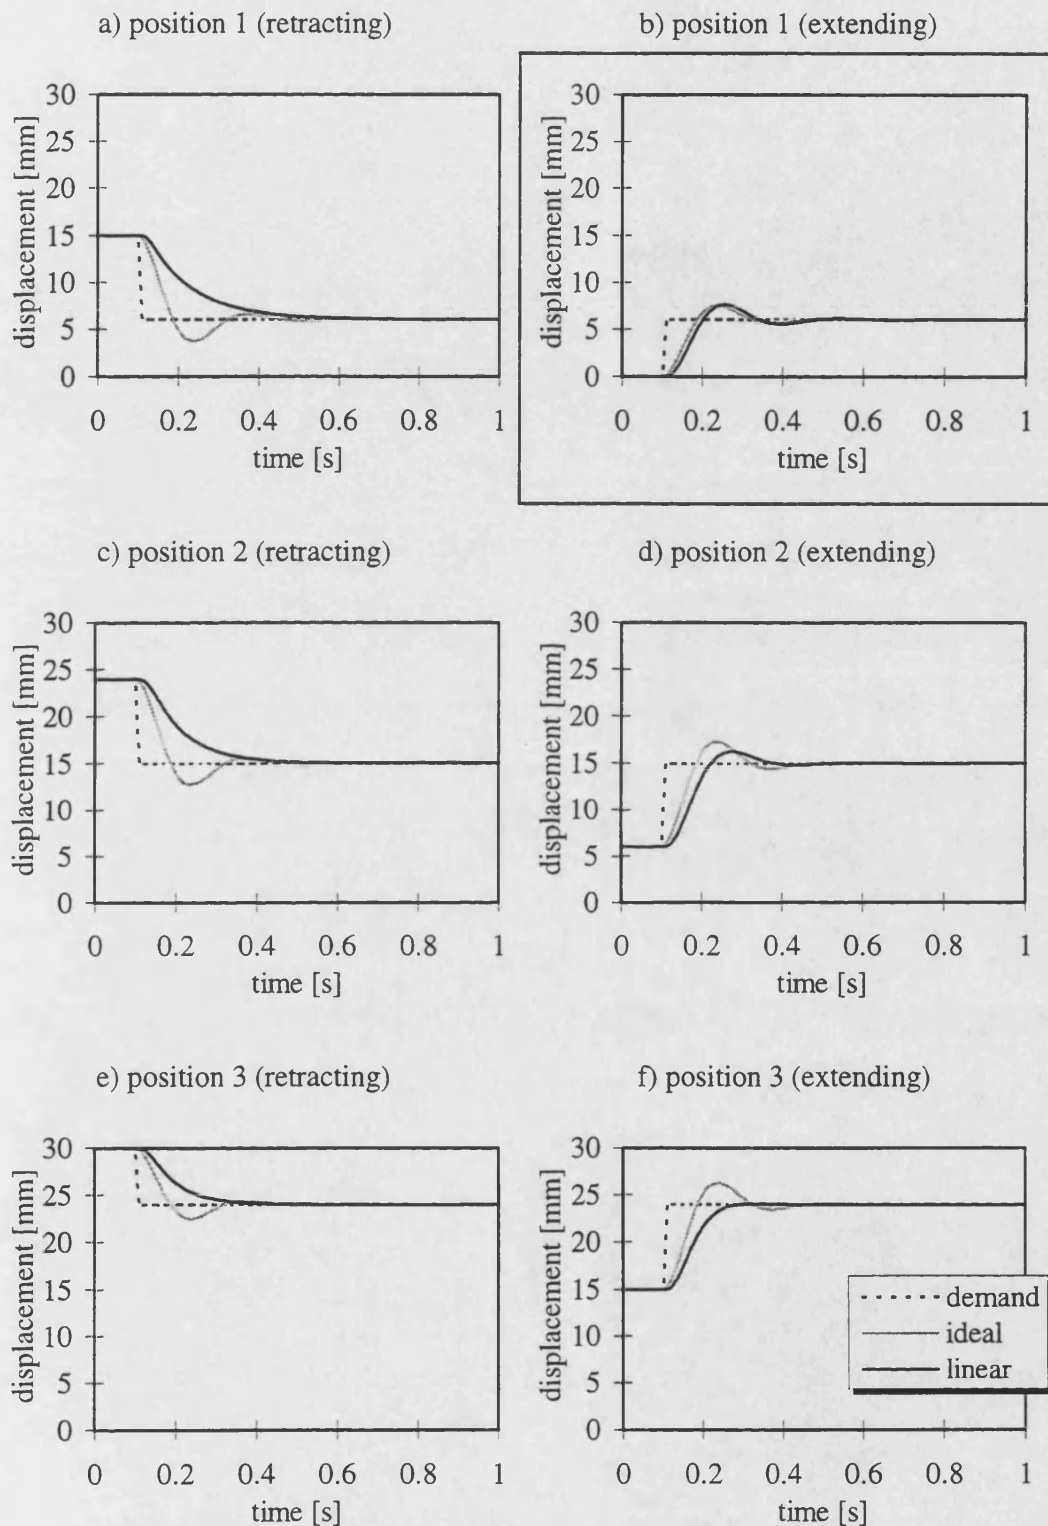 a) position 1 (retracting)
b) position 1 (extending)
displacement [mm]
30
25
20
15
10
5
0
0 0.2 0.4 0.6 0.8 1
time [s]
displacement [mm]
30
25
20
15
10
5
0
0 0.2 0.4 0.6 0.8 1
time [s]
c) position 2 (retracting)
d) position 2 (extending)
displacement [mm]
30
25
20
15
10
5
0
0 0.2 0.4 0.6 0.8 1
time [s]
displacement [mm]
30
25
20
15
10
5
0
0 0.2 0.4 0.6 0.8 1
time [s]
e) position 3 (retracting)
f) position 3 (extending)
displacement [mm]
30
25
20
15
10
5
0
0 0.2 0.4 0.6 0.8 1
time [s]
displacement [mm]
30
25
20
15
10
5
0
0 0.2 0.4 0.6 0.8 1
time [s]
demand
ideal
linear